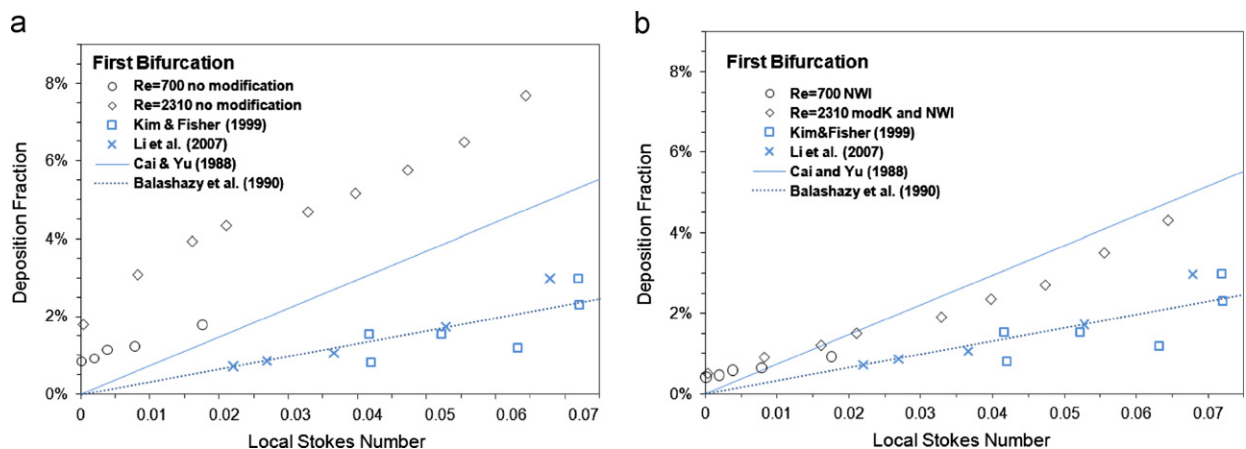 a
First Bifurcation
Re=700 no modification
Re=2310 no modification
Kim & Fisher (1999)
Li et al. (2007)
Cai & Yu (1988)
Balashazy et al. (1990)
8%
6%
4%
2%
0%
Deposition Fraction
0 0.01 0.02 0.03 0.04 0.05 0.06 0.07
Local Stokes Number
b
First Bifurcation
Re=700 NWI
Re=2310 modK and NWI
Kim&Fisher (1999)
Li et al. (2007)
Cai and Yu (1988)
Balashazy et al. (1990)
8%
6%
4%
2%
0%
Deposition Fraction
0 0.01 0.02 0.03 0.04 0.05 0.06 0.07
Local Stokes Number